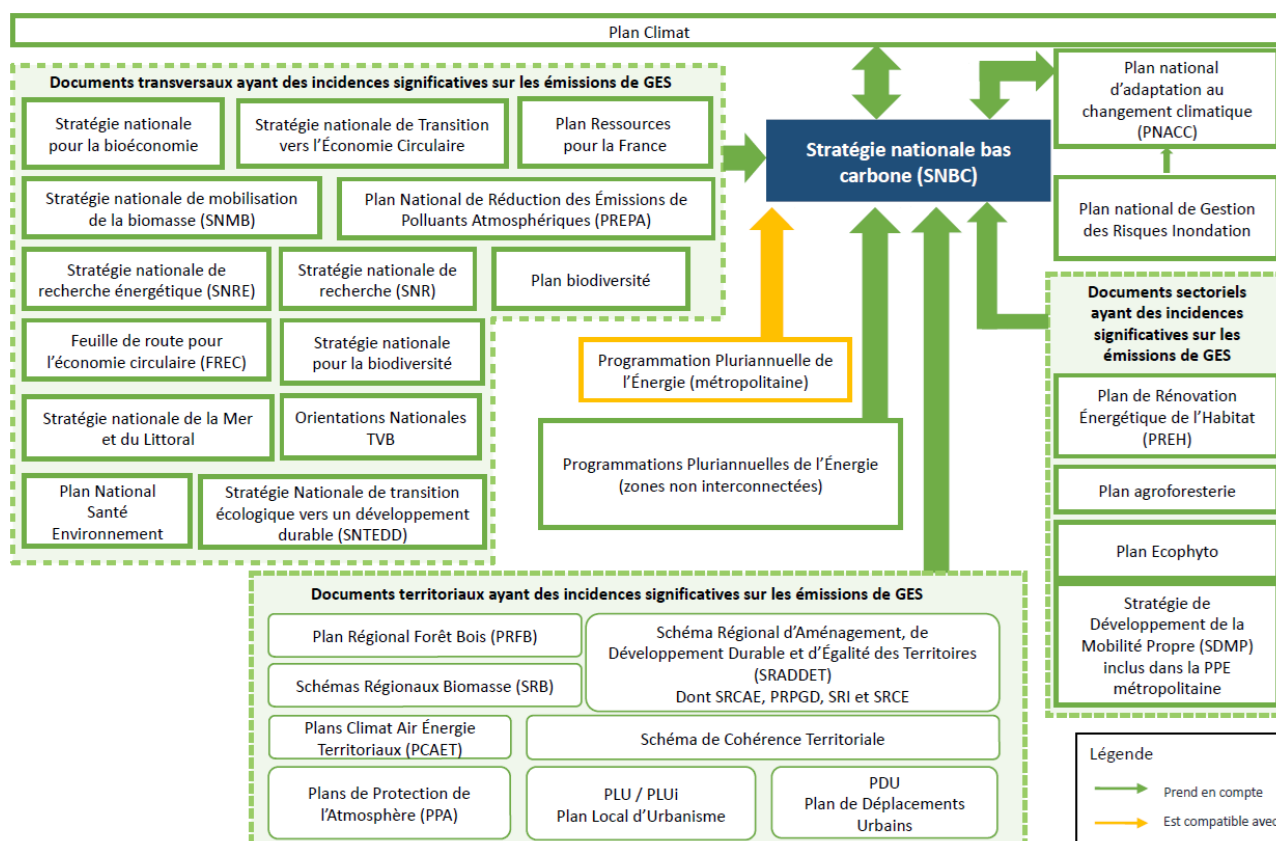 Plan Climat
Documents transversaux ayant des incidences significatives sur les émissions de GES
Stratégie nationale
pour la bioéconomie
Stratégie nationale de Transition
vers l'Économie Circulaire
Plan Ressources
pour la France
Stratégie nationale de mobilisation
de la biomasse (SNMB)
Plan National de Réduction des Émissions de
Polluants Atmosphériques (PREPA)
Stratégie nationale de
recherche énergétique (SNRE)
Stratégie nationale de
recherche (SNR)
Plan biodiversité
Feuille de route pour
l'économie circulaire (FREC)
Stratégie nationale
pour la biodiversité
Stratégie nationale de la Mer
et du Littoral
Orientations Nationales
TVB
Plan National
Santé
Environnement
Stratégie Nationale de transition
écologique vers un développement
durable (SNTEDD)
Stratégie nationale bas
carbone (SNBC)
Plan national
d'adaptation au
changement climatique
(PNACC)
Plan national de Gestion
des Risques Inondation
Programmation Pluriannuelle de
l'Énergie (métropolitaine)
Programmations Pluriannuelles de l'Énergie
(zones non interconnectées)
Documents sectoriels
ayant des incidences
significatives sur les
émissions de GES
Plan de Rénovation
Énergétique de l'Habitat
(PREH)
Plan agroforesterie
Plan Ecophyto
Stratégie de
Développement de la
Mobilité Propre (SDMP)
inclus dans la PPE
métropolitaine
Documents territoriaux ayant des incidences significatives sur les émissions de GES
Plan Régional Forêt Bois (PRFB)
Schémas Régionaux Biomasse (SRB)
Schéma Régional d'Aménagement, de
Développement Durable et d'Égalité des Territoires
(SRADDET)
Dont SRCAE, PRPGD, SRI et SRCE
Plans Climat Air Énergie
Territoriaux (PCAET)
Schéma de Cohérence Territoriale
Plans de Protection de
l'Atmosphère (PPA)
PLU / PLUi
Plan Local d'Urbanisme
PDU
Plan de Déplacements
Urbains
Légende
Prend en compte
Est compatible avec